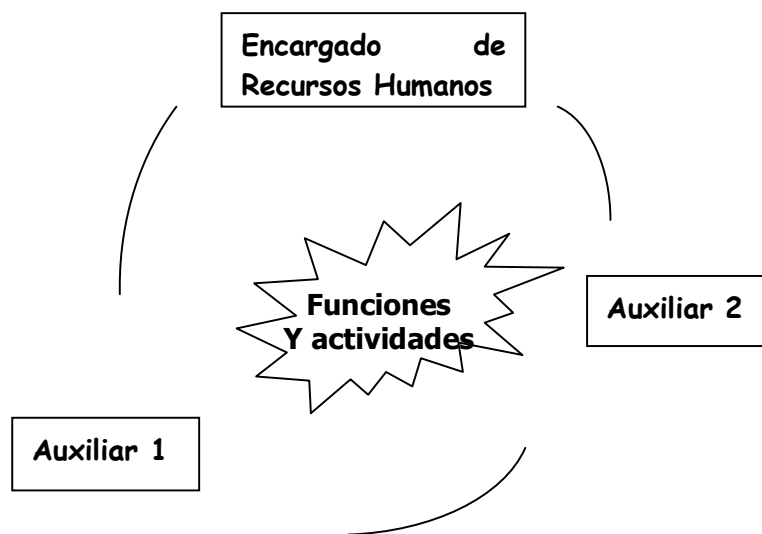 Encargado de
Recursos Humanos
Funciones
Y actividades
Auxiliar 2
Auxiliar 1